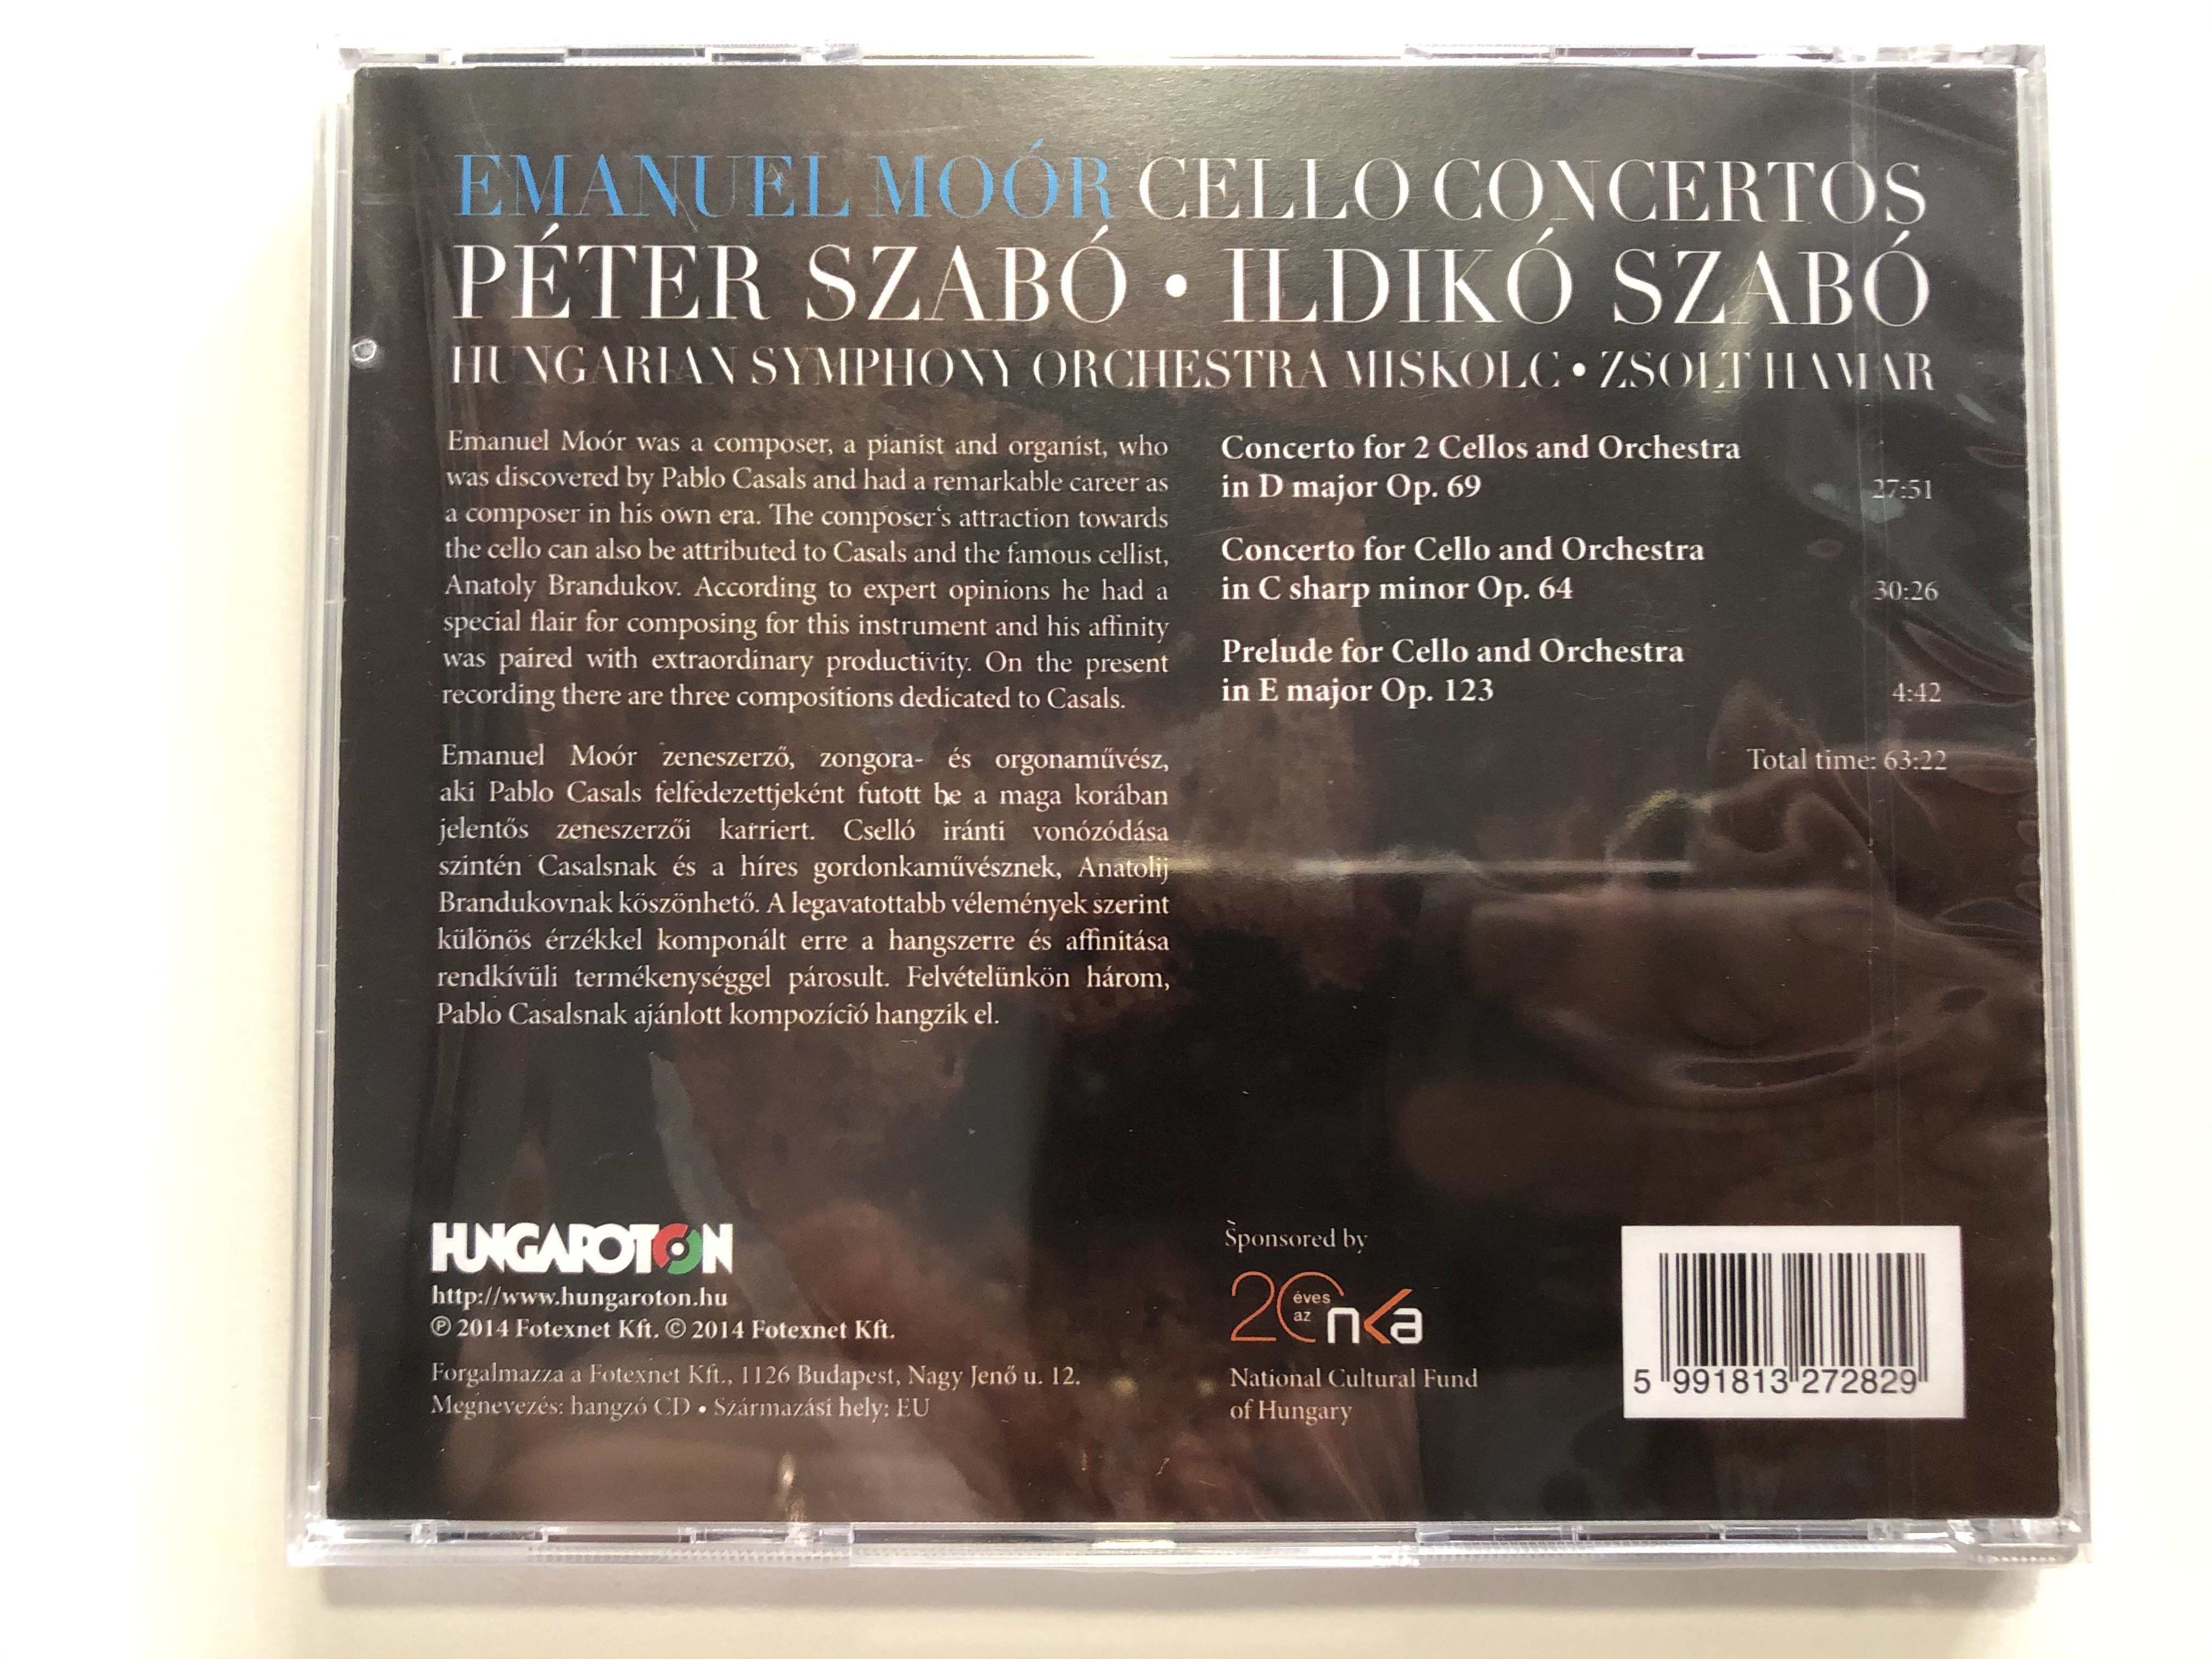 EMANUEL MOÓR CELLO CONCERTOS
PÉTER SZABÓ • ILDIKÓ SZABÓ
HUNGARIAN SYMPHONY ORCHESTRA MISKOLC • ZSOLT HAMAR
Emanuel Moór was a composer, a pianist and organist, who
was discovered by Pablo Casals and had a remarkable career as
a composer in his own era. The composer‘s attraction towards
the cello can also be attributed to Casals and the famous cellist,
Anatoly Brandukov. According to expert opinions he had a
special flair for composing for this instrument and his affinity
was paired with extraordinary productivity. On the present
recording there are three compositions dedicated to Casals.
Emanuel Moór zeneszerző, zongora- és orgonaművész,
aki Pablo Casals felfedezettjeként futott be a maga korában
jelentős zeneszerzői karriert. Cselló iránti vonózódása
szintén Casalsnak és a híres gordonkaművésznek, Anatolij
Brandukovnak köszönhető. A legavatottabb vélemények szerint
különös érzékkel komponált erre a hangszerre és affinitása
rendkívüli termékenységgel párosult. Felvételünkön három,
Pablo Casalsnak ajánlott kompozíció hangzik el.
Concerto for 2 Cellos and Orchestra
in D major Op. 69 27:51
Concerto for Cello and Orchestra
in C sharp minor Op. 64 30:26
Prelude for Cello and Orchestra
in E major Op. 123 4:42
Total time: 63:22
HUNGAROTON
http://www.hungaroton.hu
℗ 2014 Fotexnet Kft. © 2014 Fotexnet Kft.
Forgalmazza a Fotexnet Kft., 1126 Budapest, Nagy Jenő u. 12.
Megnevezés: hangzó CD • Származási hely: EU
Sponsored by
20 éves az nka
National Cultural Fund
of Hungary
5 991813 272829